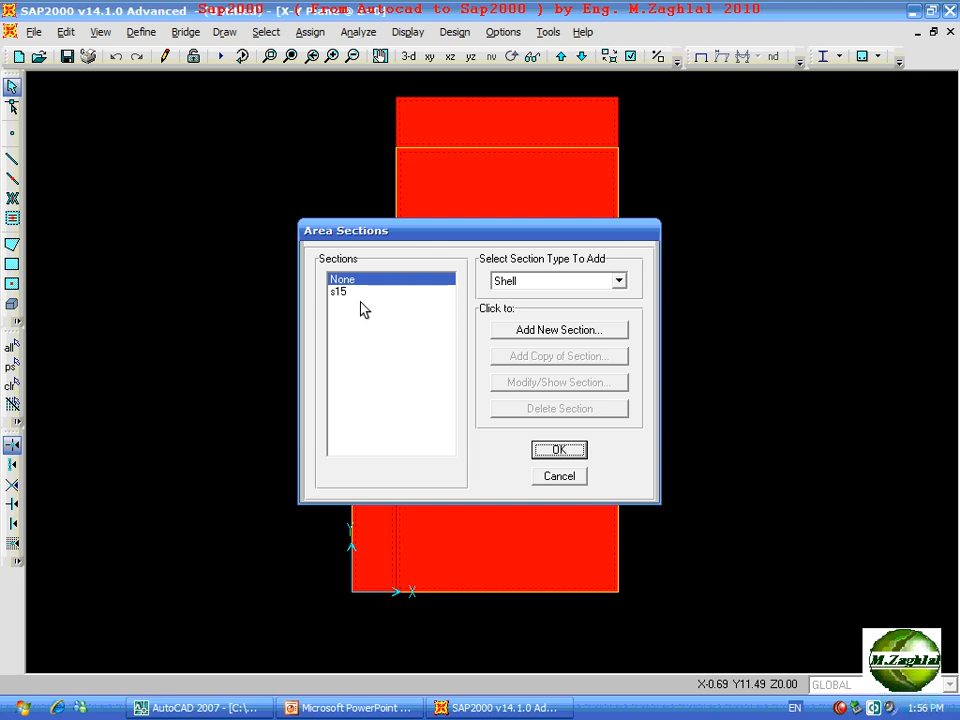 Sap2000 ( From Autocad to Sap2000 ) by Eng. M.Zaghlal 2010
SAP2000 v14.1.0 Advanced
File Edit View Define Bridge Draw Select Assign Analyze Display Design Options Tools Help
3-d xy xz yz nv nd
all
ps
clr
Area Sections
Sections
None
s15
Select Section Type To Add
Shell
Click to:
Add New Section...
Add Copy of Section...
Modify/Show Section...
Delete Section
OK
Cancel
Y
X
M.Zaghlal
X-0.69 Y11.49 Z0.00 GLOBAL
AutoCAD 2007 - [C:\... Microsoft PowerPoint ... SAP2000 v14.1.0 Ad... EN 1:56 PM